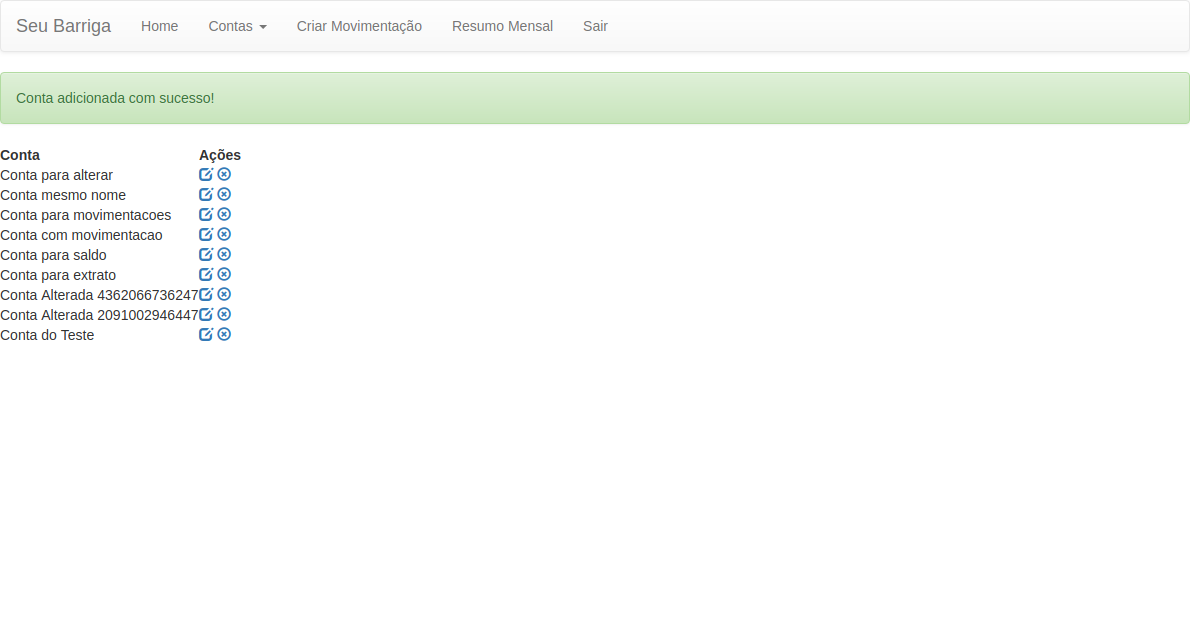 Seu Barriga Home Contas Criar Movimentação Resumo Mensal Sair
Conta adicionada com sucesso!
Conta Ações
Conta para alterar
Conta mesmo nome
Conta para movimentacoes
Conta com movimentacao
Conta para saldo
Conta para extrato
Conta Alterada 4362066736247
Conta Alterada 2091002946447
Conta do Teste